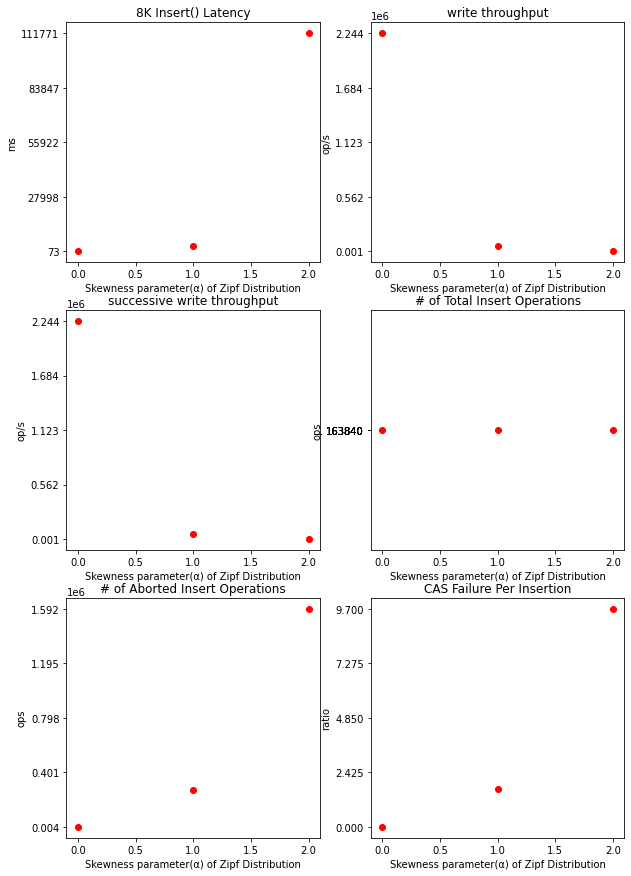 8K Insert() Latency
111771
83847
55922
27998
73
ms
0.0 0.5 1.0 1.5 2.0
Skewness parameter(α) of Zipf Distribution
write throughput
1e6
2.244
1.684
1.123
0.562
0.001
op/s
0.0 0.5 1.0 1.5 2.0
Skewness parameter(α) of Zipf Distribution
successive write throughput
1e6
2.244
1.684
1.123
0.562
0.001
op/s
0.0 0.5 1.0 1.5 2.0
Skewness parameter(α) of Zipf Distribution
# of Total Insert Operations
ops
0.0 0.5 1.0 1.5 2.0
Skewness parameter(α) of Zipf Distribution
# of Aborted Insert Operations
1e6
1.592
1.195
0.798
0.401
0.004
ops
0.0 0.5 1.0 1.5 2.0
Skewness parameter(α) of Zipf Distribution
CAS Failure Per Insertion
9.700
7.275
4.850
2.425
0.000
ratio
0.0 0.5 1.0 1.5 2.0
Skewness parameter(α) of Zipf Distribution